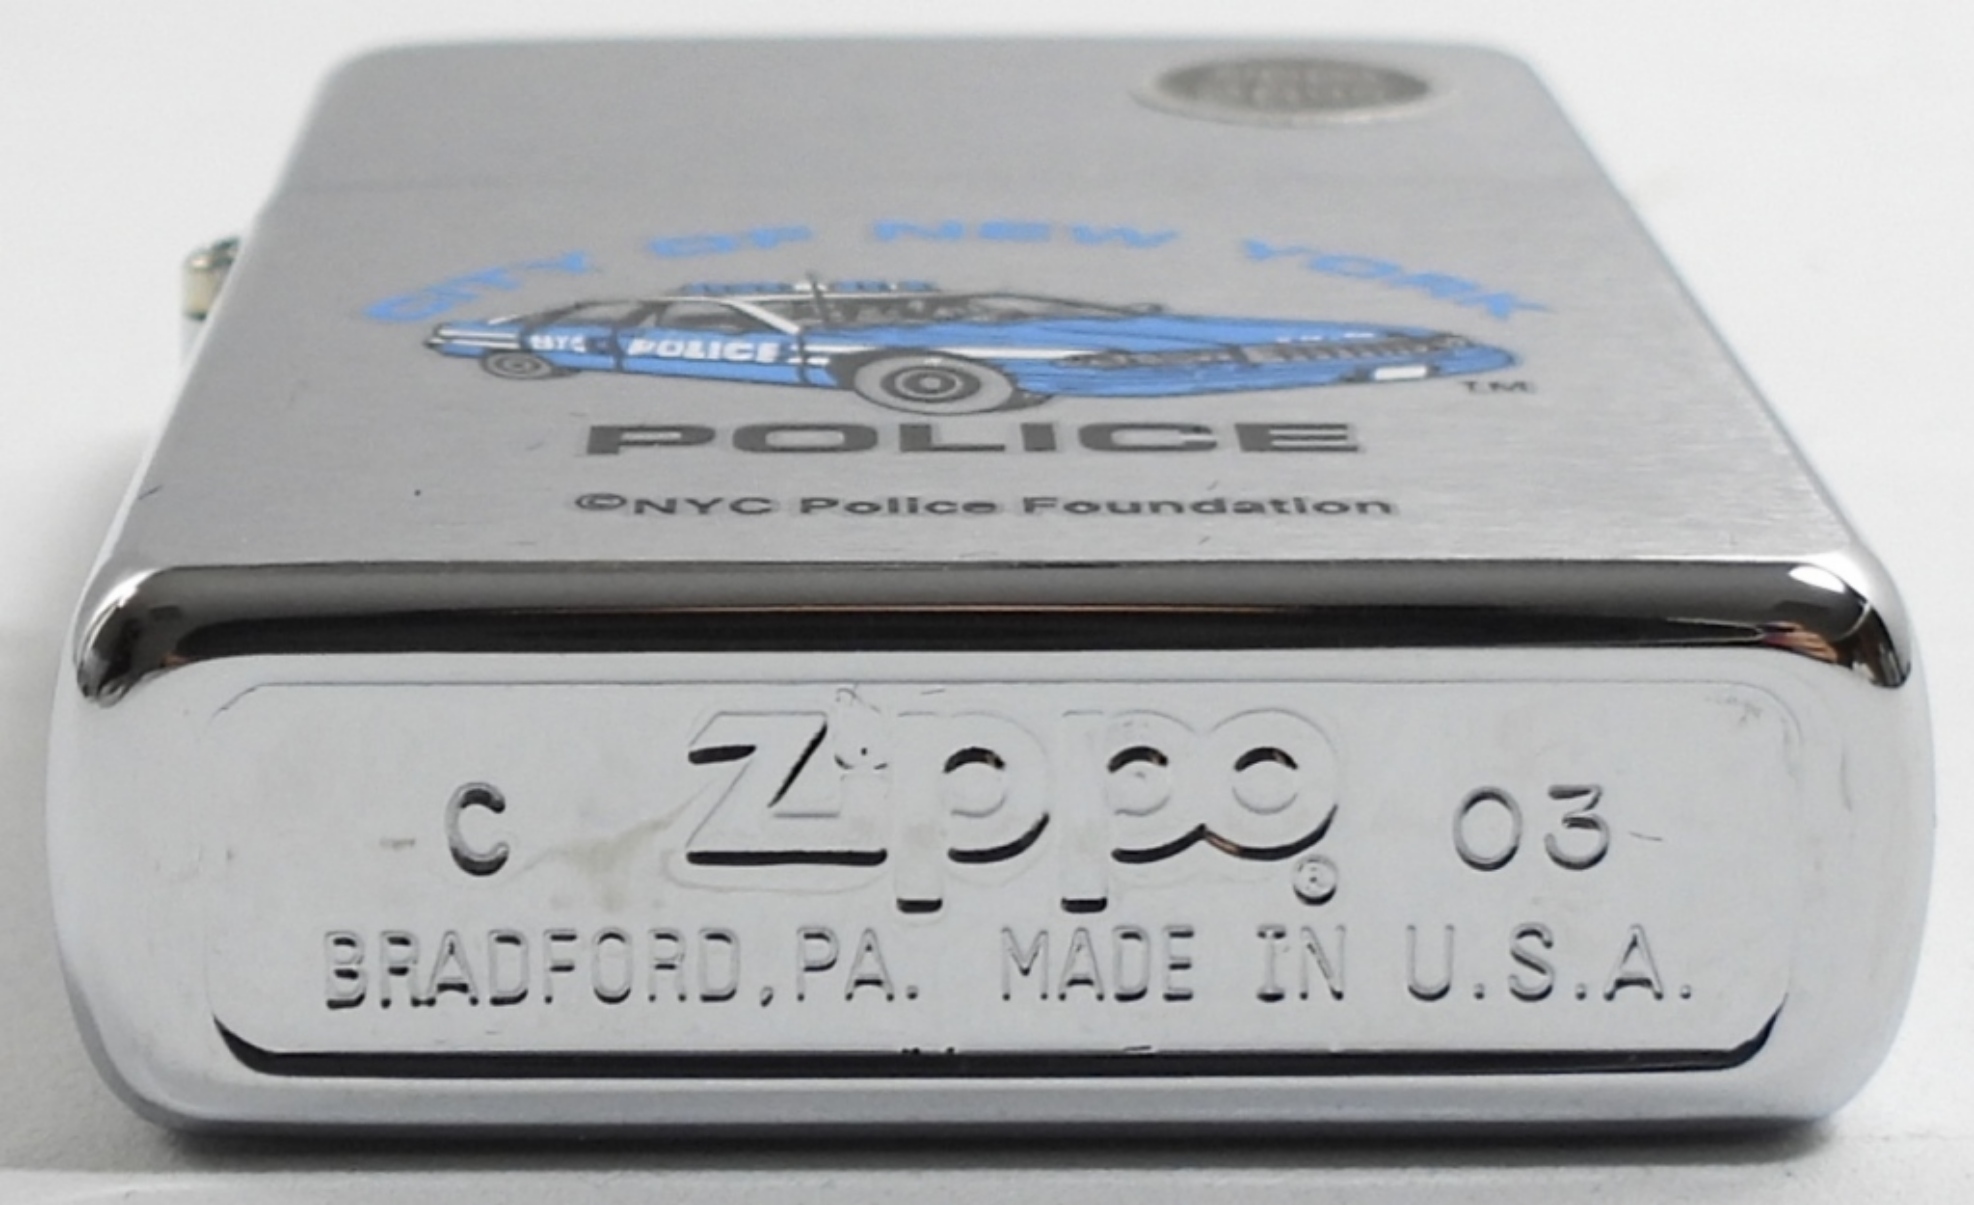 CITY OF NEW YORK
NYC POLICE
TM
POLICE
©NYC Police Foundation
C Zippo® 03
BRADFORD, PA. MADE IN U.S.A.